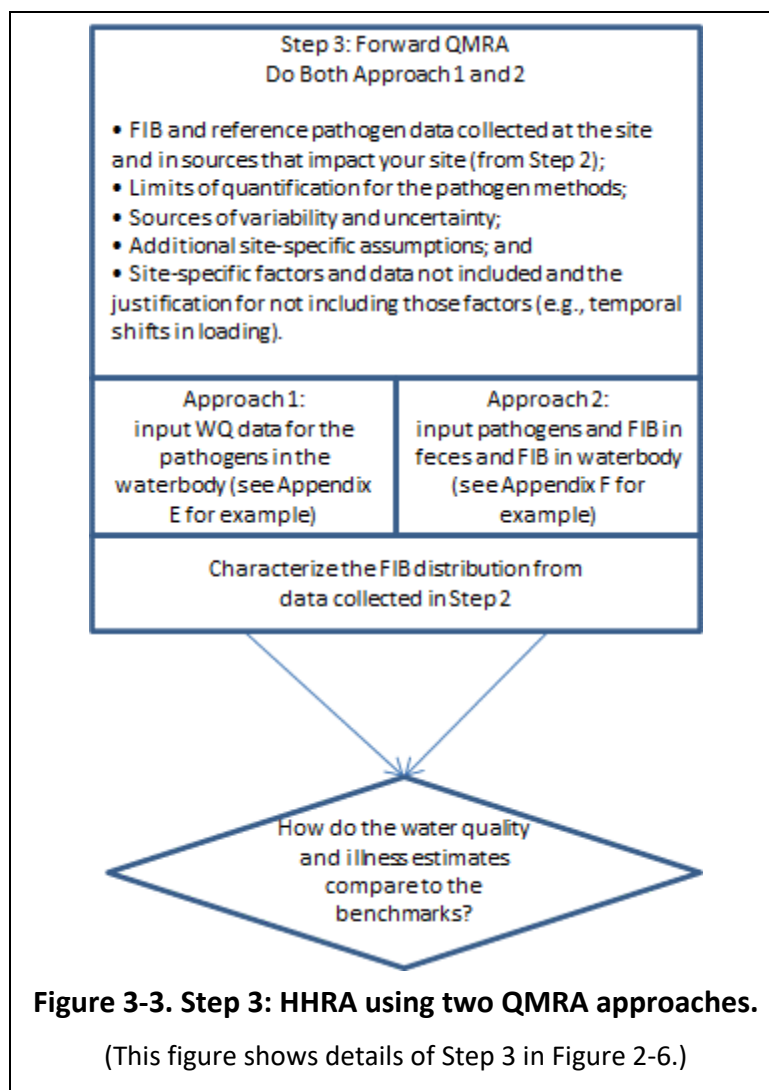 Step 3: Forward QMRA
Do Both Approach 1 and 2
• FIB and reference pathogen data collected at the site
and in sources that impact your site (from Step 2);
• Limits of quantification for the pathogen methods;
• Sources of variability and uncertainty;
• Additional site-specific assumptions; and
• Site-specific factors and data not included and the
justification for not including those factors (e.g., temporal
shifts in loading).
Approach 1:
input WQ data for the
pathogens in the
waterbody (see Appendix
E for example)
Approach 2:
input pathogens and FIB in
feces and FIB in waterbody
(see Appendix F for
example)
Characterize the FIB distribution from
data collected in Step 2
How do the water quality
and illness estimates
compare to the
benchmarks?
Figure 3-3. Step 3: HHRA using two QMRA approaches.
(This figure shows details of Step 3 in Figure 2-6.)